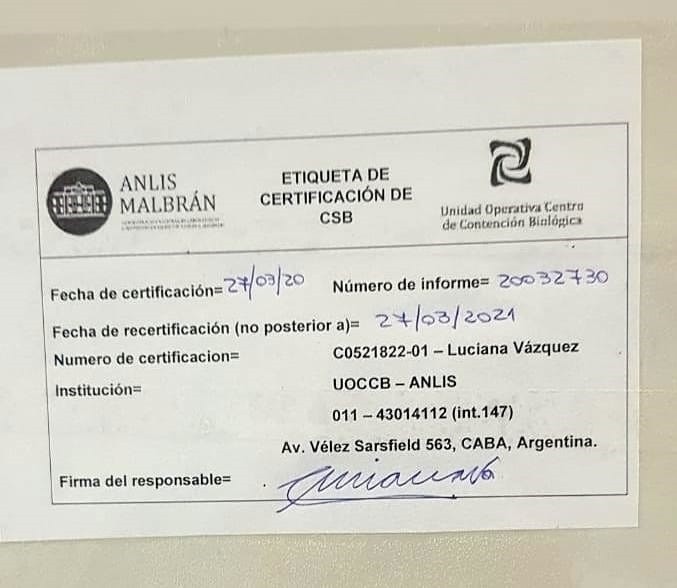 ANLIS
MALBRÁN
ETIQUETA DE
CERTIFICACIÓN DE
CSB
Unidad Operativa Centro
de Contención Biológica
Fecha de certificación= 27/03/20 Número de informe= 20032730
Fecha de recertificación (no posterior a)= 27/03/2021
Numero de certificacion= C0521822-01 – Luciana Vázquez
Institución= UOCCB – ANLIS
011 – 43014112 (int.147)
Av. Vélez Sarsfield 563, CABA, Argentina.
Firma del responsable=